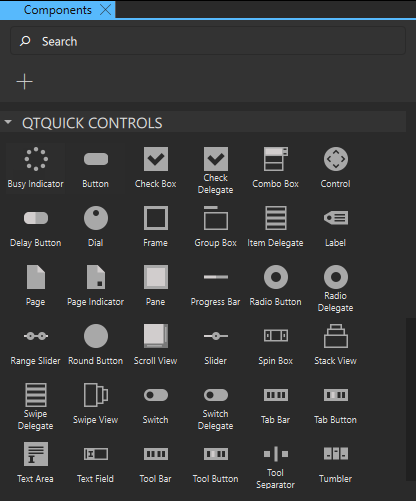 Components
Search
QTQUICK CONTROLS
Busy Indicator
Button
Check Box
Check
Delegate
Combo Box
Control
Delay Button
Dial
Frame
Group Box
Item Delegate
Label
Page
Page Indicator
Pane
Progress Bar
Radio Button
Radio
Delegate
Range Slider
Round Button
Scroll View
Slider
Spin Box
Stack View
Swipe
Delegate
Swipe View
Switch
Switch
Delegate
Tab Bar
Tab Button
Text Area
Text Field
Tool Bar
Tool Button
Tool
Separator
Tumbler